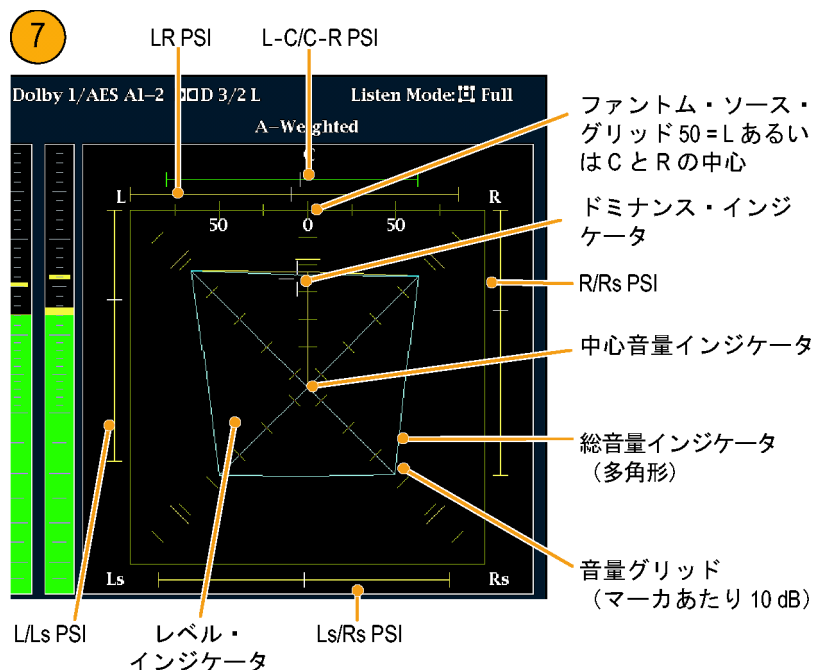 7
LR PSI
L-C/C-R PSI
Dolby 1/AES A1-2 D 3/2 L
Listen Mode: Full
A-Weighted
C
L
R
50
0
50
Ls
Rs
ファントム・ソース・
グリッド 50 = L あるい
は C と R の中心
ドミナンス・インジ
ケータ
R/Rs PSI
中心音量インジケータ
総音量インジケータ
(多角形)
音量グリッド
(マーカあたり 10 dB)
L/Ls PSI
レベル・
インジケータ
Ls/Rs PSI